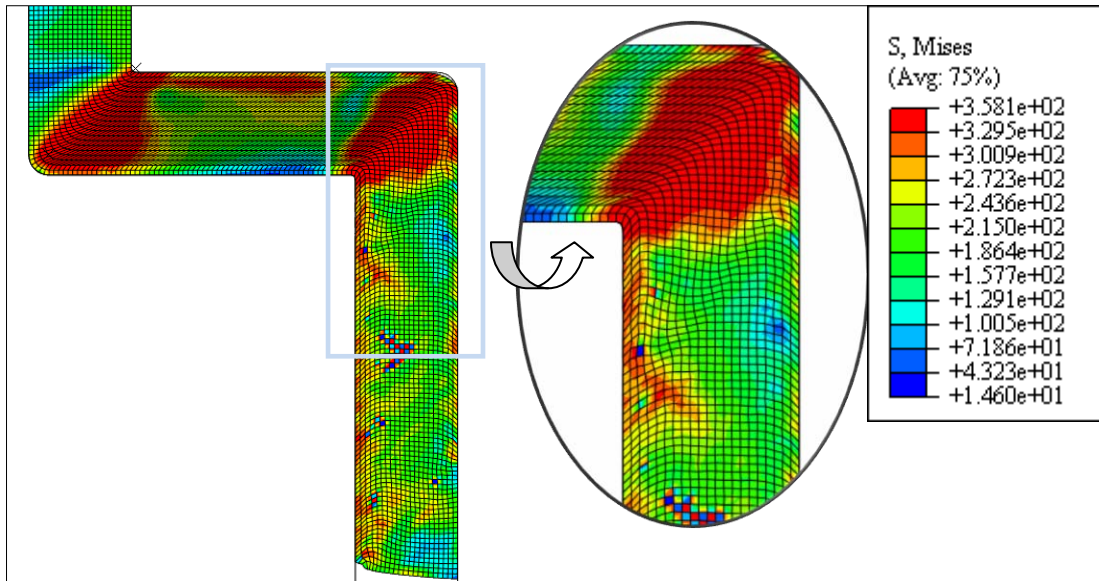 S, Mises
(Avg: 75%)
+3.581e+02
+3.295e+02
+3.009e+02
+2.723e+02
+2.436e+02
+2.150e+02
+1.864e+02
+1.577e+02
+1.291e+02
+1.005e+02
+7.186e+01
+4.323e+01
+1.460e+01